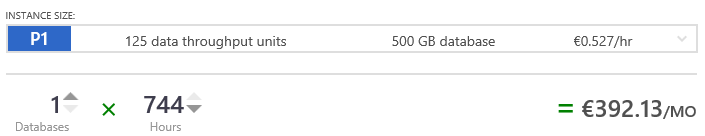 INSTANCE SIZE:
P1 125 data throughput units 500 GB database €0.527/hr
1 × 744 = €392.13/MO
Databases Hours